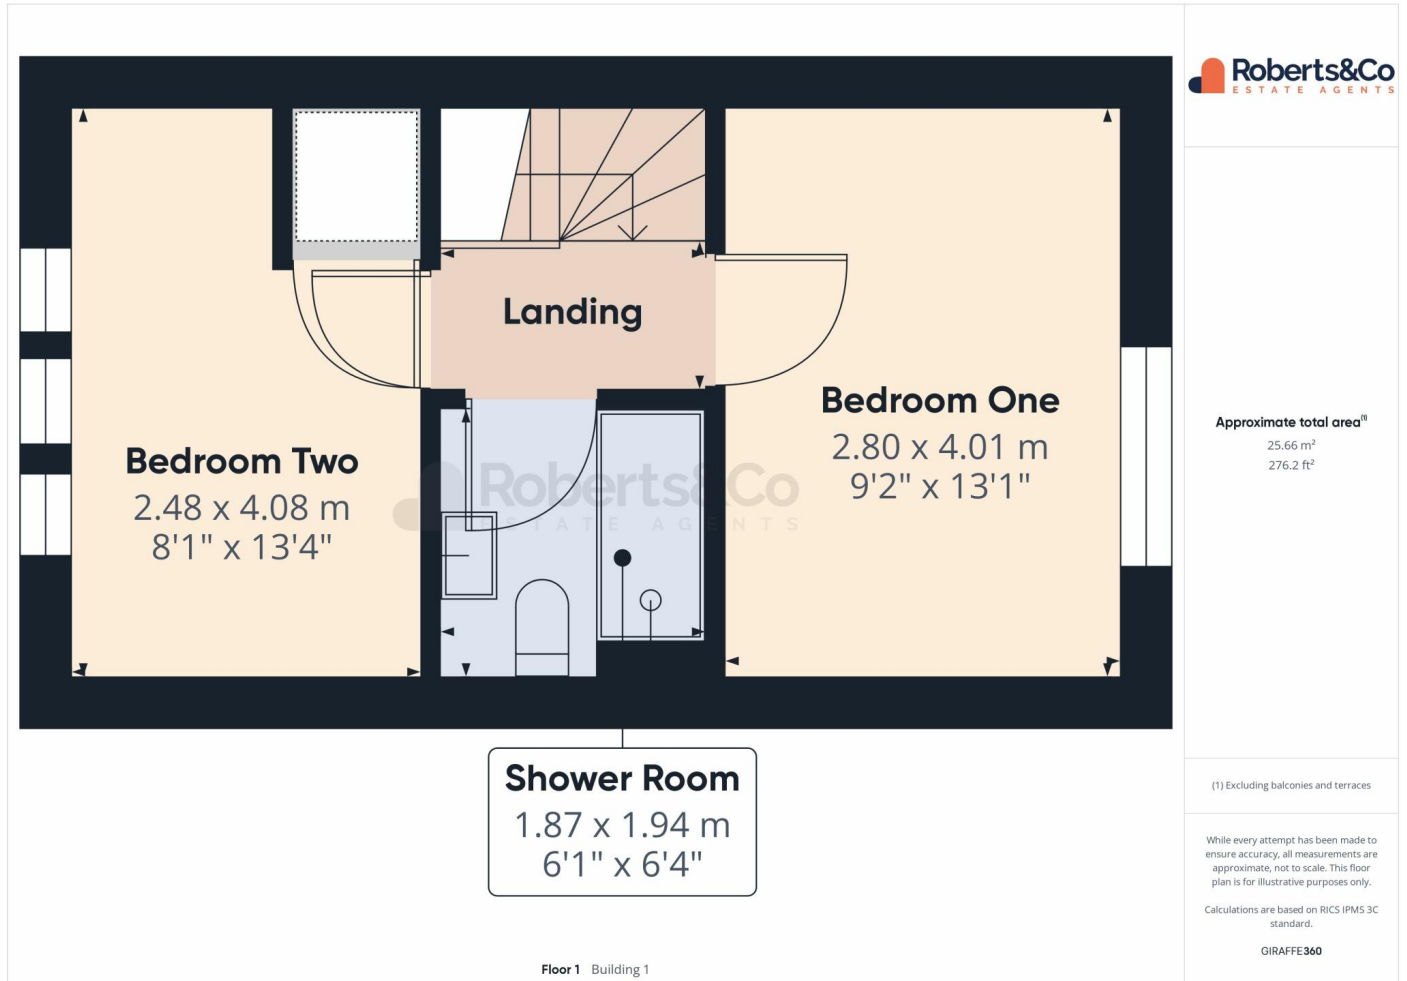 Roberts&Co
ESTATE AGENTS
Landing
Bedroom One
2.80 x 4.01 m
9'2" x 13'1"
Bedroom Two
2.48 x 4.08 m
8'1" x 13'4"
Roberts&Co
ESTATE AGENTS
Shower Room
1.87 x 1.94 m
6'1" x 6'4"
Floor 1 Building 1
Approximate total area(1)
25.66 m²
276.2 ft²
(1) Excluding balconies and terraces
While every attempt has been made to
ensure accuracy, all measurements are
approximate, not to scale. This floor
plan is for illustrative purposes only.
Calculations are based on RICS IPMS 3C
standard.
GIRAFFE360